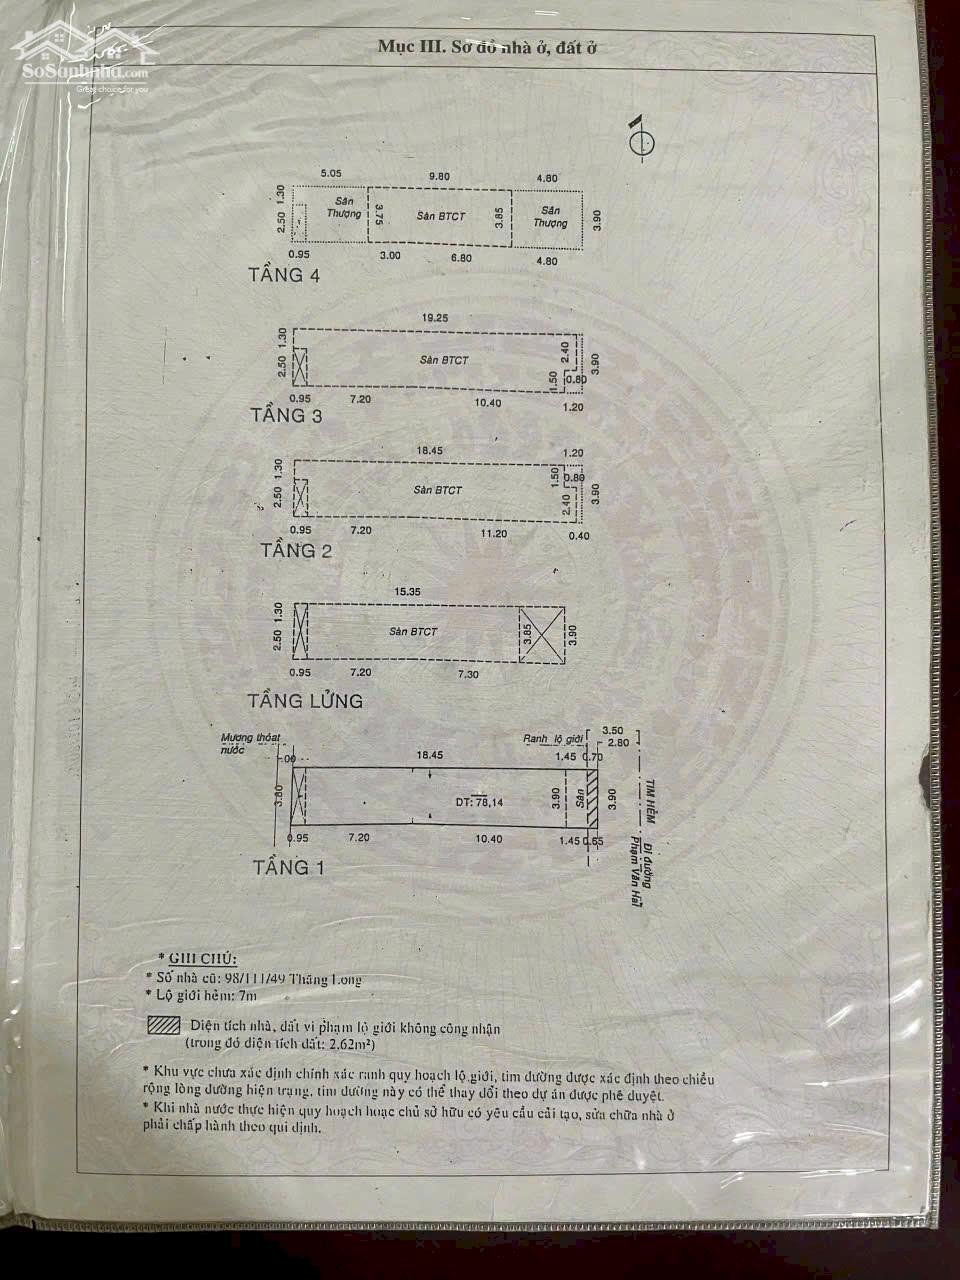 SoSanhnha.com
Great choice for you
Mục III. Sơ đồ nhà ở, đất ở
5.05 9.80 4.80
2.50 1.30 Sân Thượng 3.75 Sàn BTCT 3.85 Sân Thượng 3.90
0.95 3.00 6.80 4.80
TẦNG 4
19.25
2.50 1.30 Sàn BTCT 1.50 2.40 0.80 3.90
0.95 7.20 10.40 1.20
TẦNG 3
18.45 1.20
2.50 1.30 Sàn BTCT 1.50 0.80 2.40 3.90
0.95 7.20 11.20 0.40
TẦNG 2
15.35
2.50 1.30 Sàn BTCT 3.85 3.90
0.95 7.20 7.30
TẦNG LỬNG
Mương thoát nước
Ranh lộ giới 3.50
2.80
18.45 1.45 0.70
3.80 DT: 78,14 3.90 Sân 3.90
0.95 7.20 10.40 1.45 0.65
TIM HẺM
Đi đường
Phạm Văn Hai
TẦNG 1
* GHI CHÚ:
* Số nhà cũ: 98/111/49 Thăng Long
* Lộ giới hẻm: 7m
Diện tích nhà, đất vi phạm lộ giới không công nhận
(trong đó diện tích đất: 2,62m²)
* Khu vực chưa xác định chính xác ranh quy hoạch lộ giới, tim đường được xác định theo chiều
rộng lòng đường hiện trạng, tim đường này có thể thay đổi theo dự án được phê duyệt.
* Khi nhà nước thực hiện quy hoạch hoặc chủ sở hữu có yêu cầu cải tạo, sửa chữa nhà ở
phải chấp hành theo qui định.